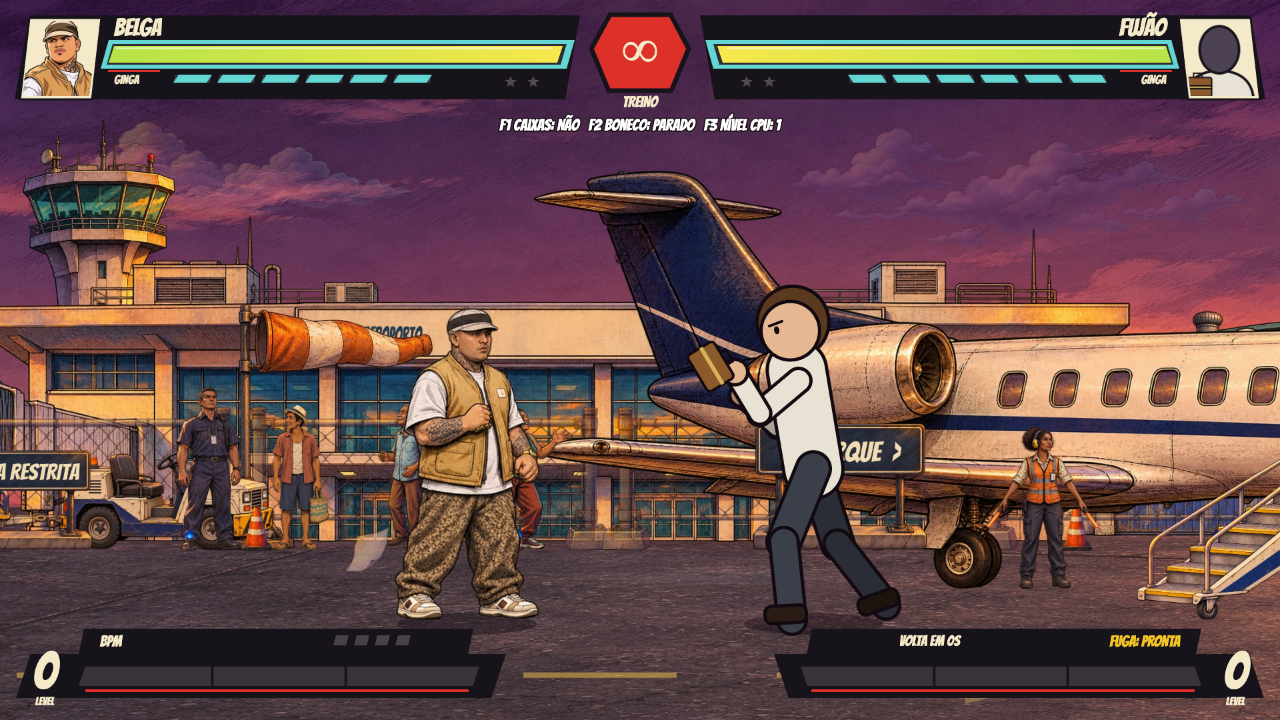 BELGA
FUJÃO
GINGA
GINGA
∞
TREINO
F1 CAIXAS: NÃO F2 BONECO: PARADO F3 NÍVEL CPU: 1
AEROPORTO
A RESTRITA
RQUE >
BPM
VOLTA EM 0S
FUGA: PRONTA
0
LEVEL
0
LEVEL